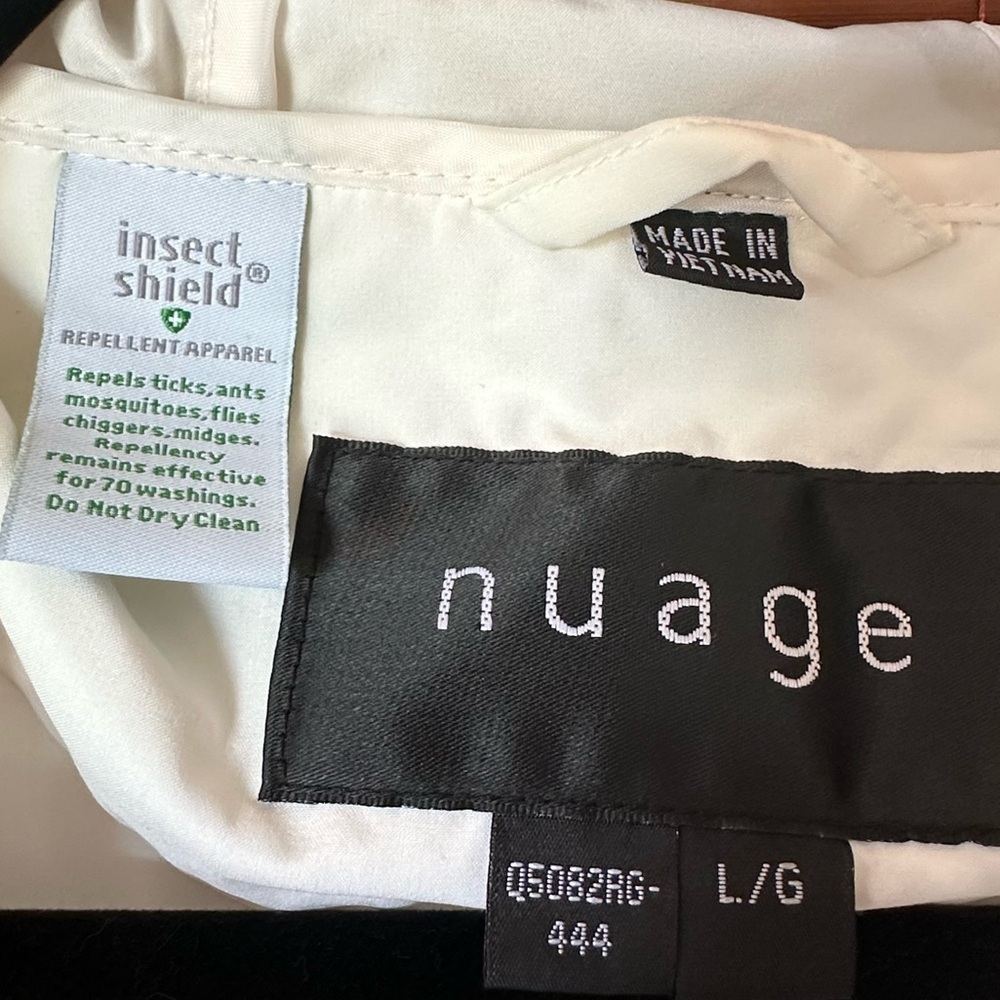 insect
shield®
REPELLENT APPAREL
Repels ticks, ants
mosquitoes, flies
chiggers, midges.
Repellency
remains effective
for 70 washings.
Do Not Dry Clean
MADE IN
VIETNAM
nuage
Q5082RG-
444
L/G